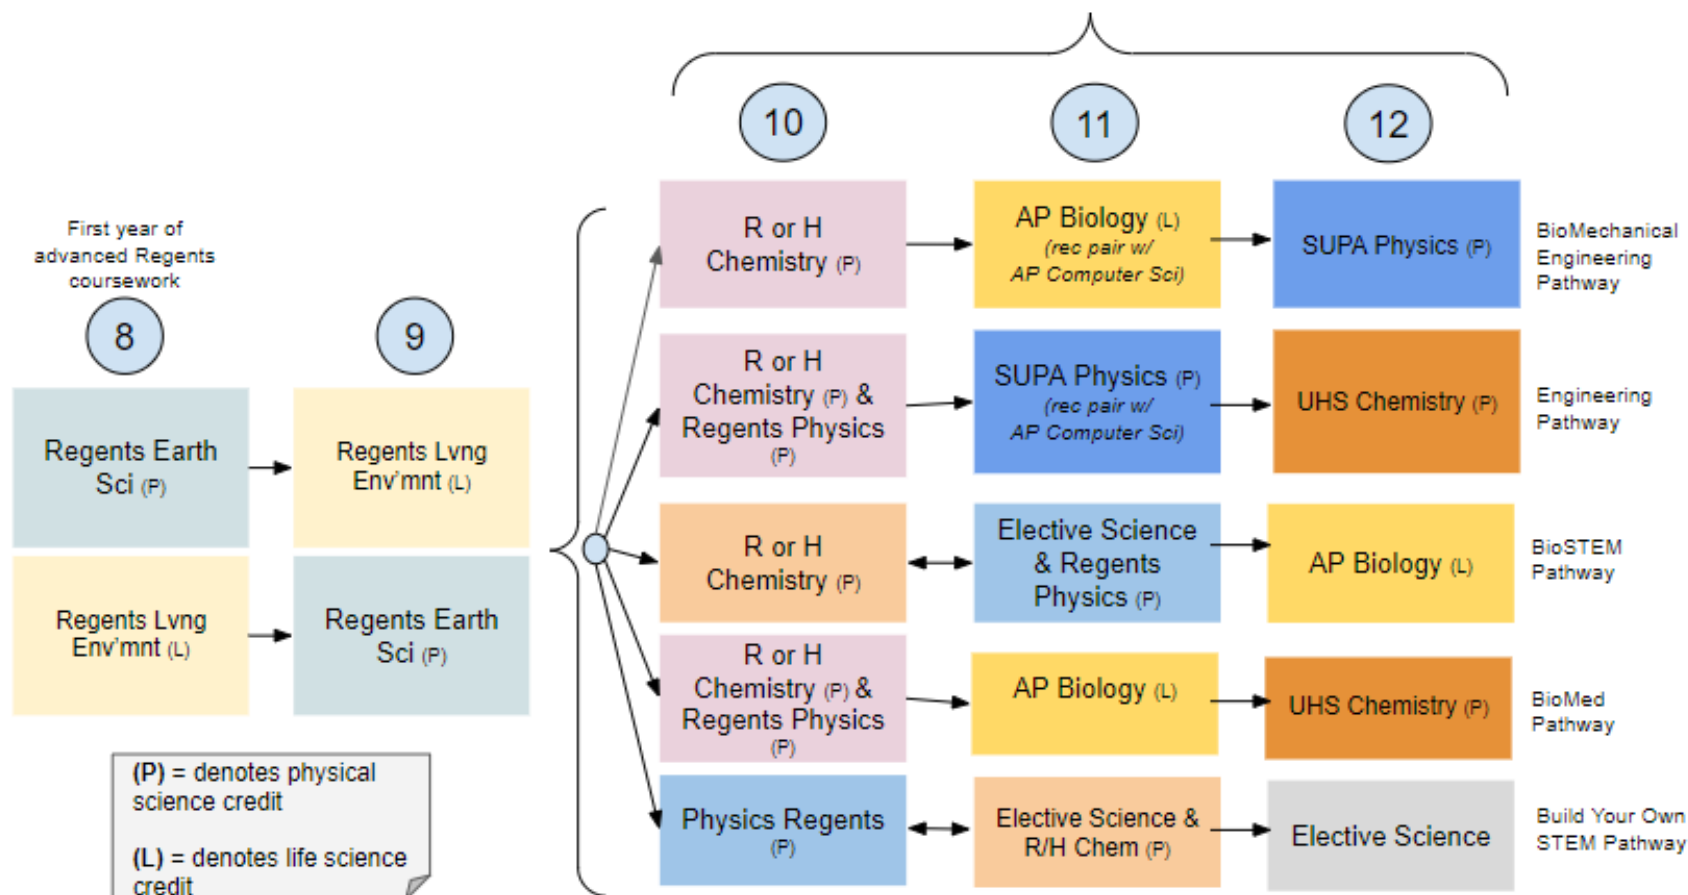 10
11
12
First year of
advanced Regents
coursework
8
9
Regents Earth
Sci (P)
Regents Lvng
Env'mnt (L)
Regents Lvng
Env'mnt (L)
Regents Earth
Sci (P)
R or H
Chemistry (P)
AP Biology (L)
(rec pair w/
AP Computer Sci)
SUPA Physics (P)
BioMechanical
Engineering
Pathway
R or H
Chemistry (P) &
Regents Physics
(P)
SUPA Physics (P)
(rec pair w/
AP Computer Sci)
UHS Chemistry (P)
Engineering
Pathway
R or H
Chemistry (P)
Elective Science
& Regents
Physics (P)
AP Biology (L)
BioSTEM
Pathway
R or H
Chemistry (P) &
Regents Physics
(P)
AP Biology (L)
UHS Chemistry (P)
BioMed
Pathway
Physics Regents
(P)
Elective Science &
R/H Chem (P)
Elective Science
Build Your Own
STEM Pathway
(P) = denotes physical
science credit
(L) = denotes life science
credit